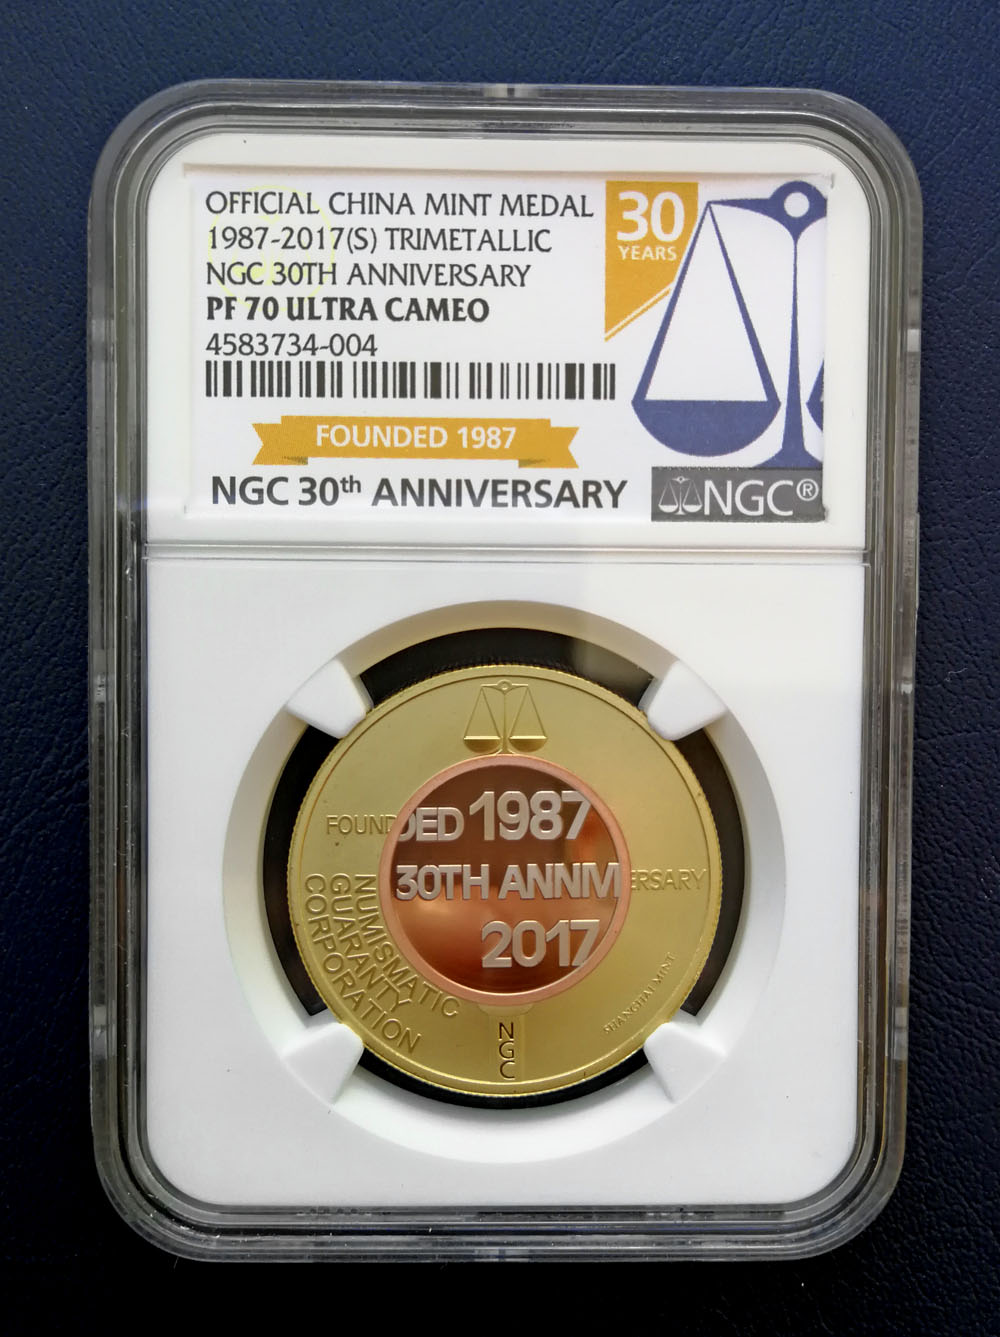 OFFICIAL CHINA MINT MEDAL
1987-2017(S) TRIMETALLIC
NGC 30TH ANNIVERSARY
PF 70 ULTRA CAMEO
4583734-004
30
YEARS
FOUNDED 1987
NGC 30th ANNIVERSARY
NGC®
FOUNDED 1987
30TH ANNIVERSARY
2017
NUMISMATIC
GUARANTY
CORPORATION
SHANGHAI MINT
NGC